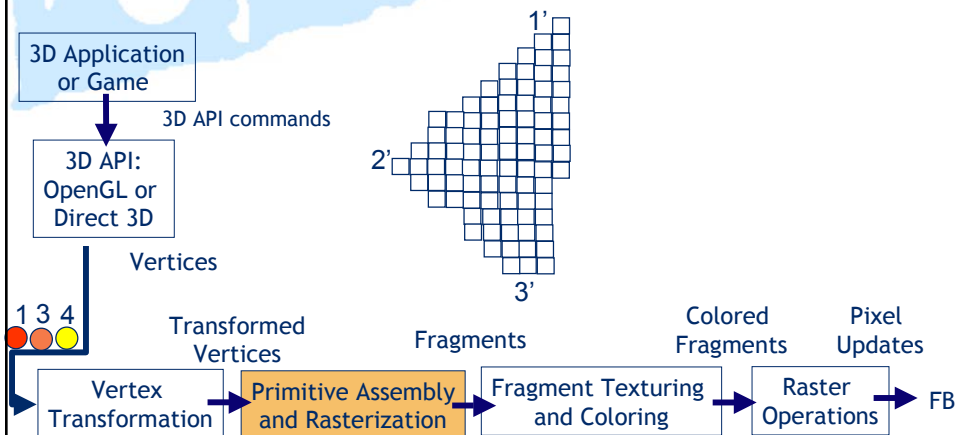 1’
3D Application
or Game
3D API commands
3D API:
OpenGL or
Direct 3D
2’
Vertices
3’
1 3 4
Transformed
Vertices
Fragments
Colored
Fragments
Pixel
Updates
Vertex
Transformation
Primitive Assembly
and Rasterization
Fragment Texturing
and Coloring
Raster
Operations
FB